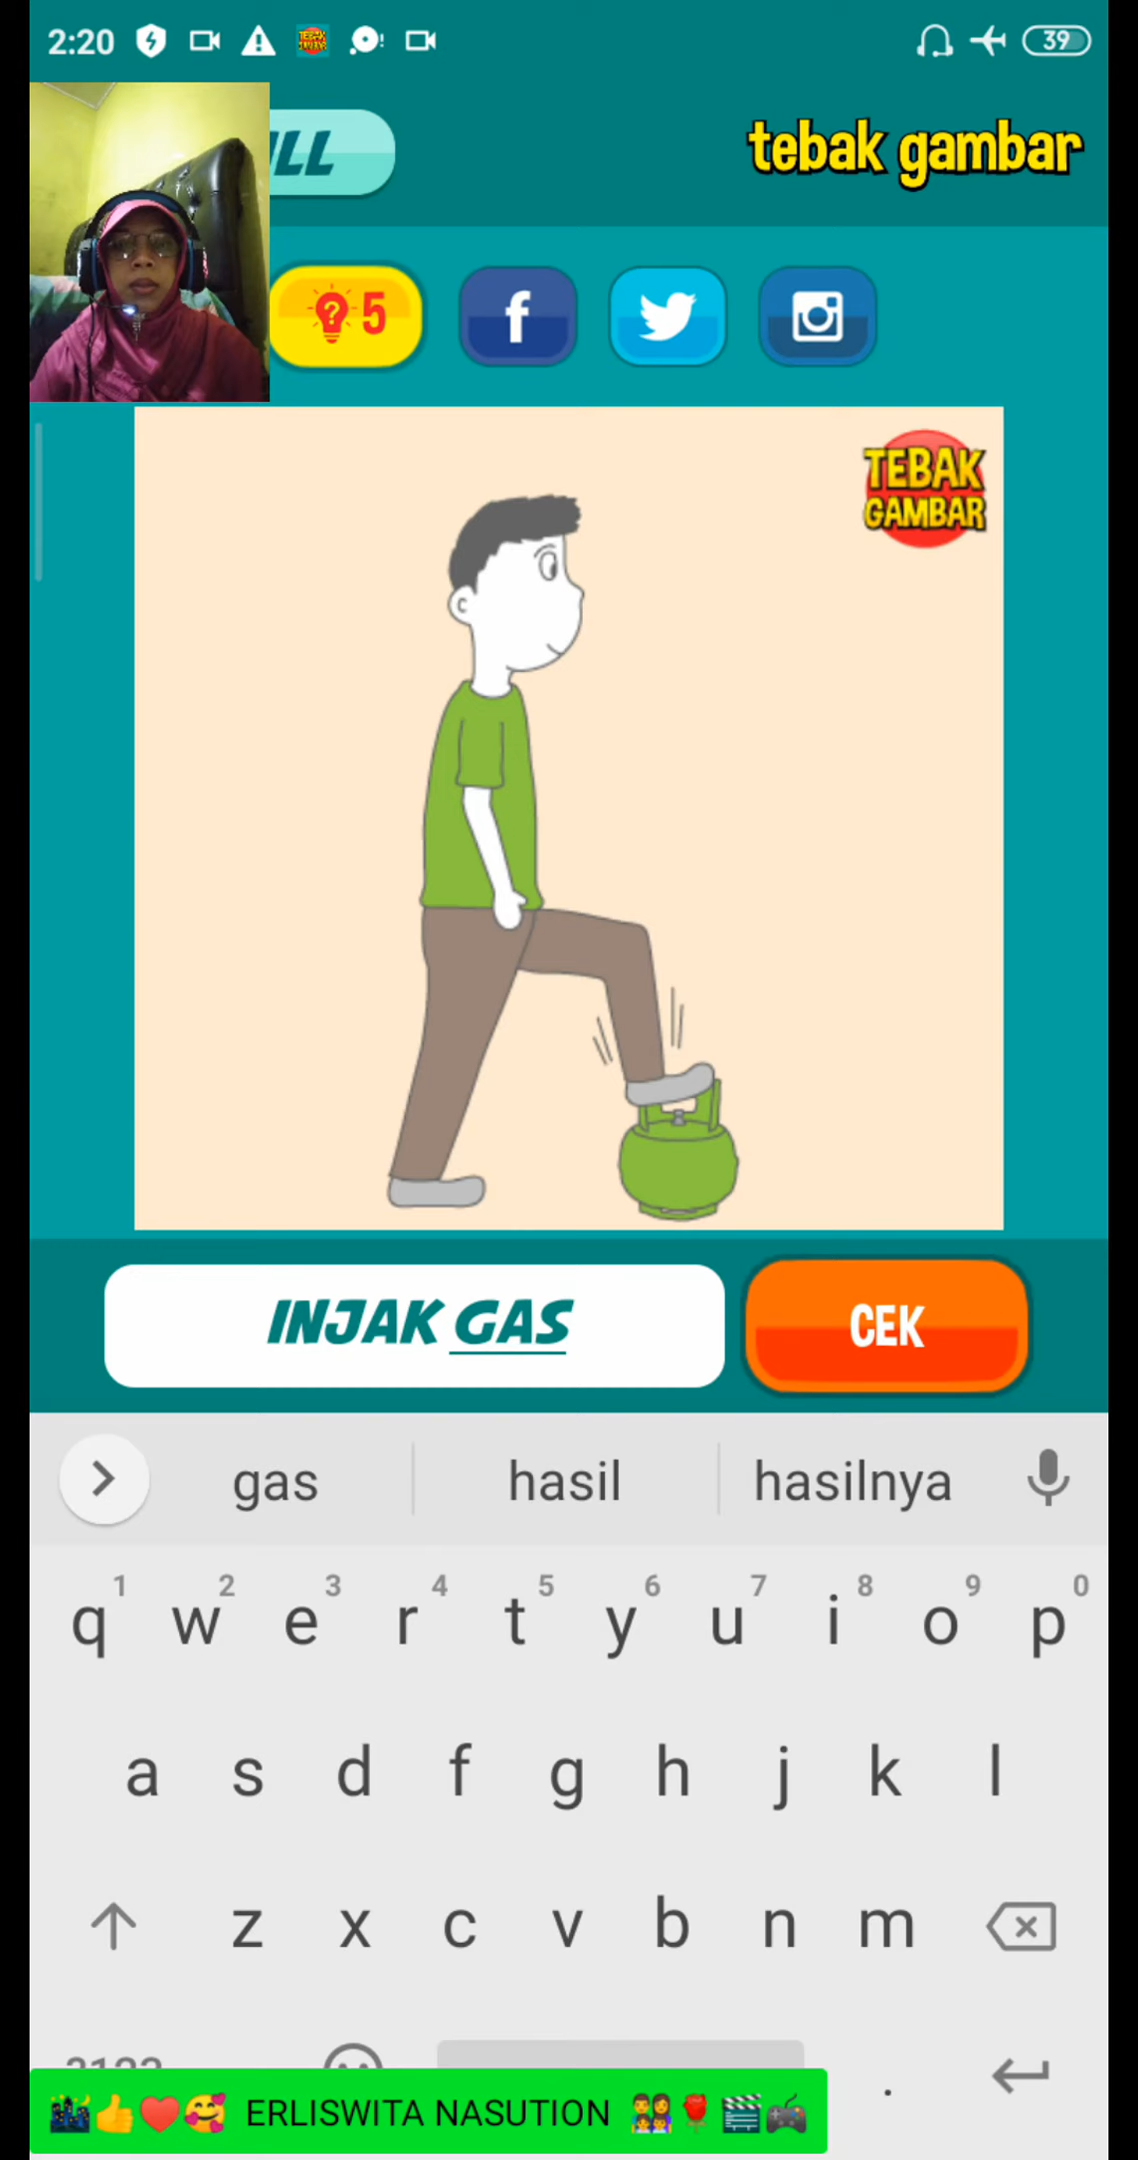 2:20
39
ILL
tebak gambar
5
f
TEBAK
GAMBAR
INJAK GAS
CEK
gas
hasil
hasilnya
1 2 3 4 5 6 7 8 9 0
q w e r t y u i o p
a s d f g h j k l
z x c v b n m
.
ERLISWITA NASUTION